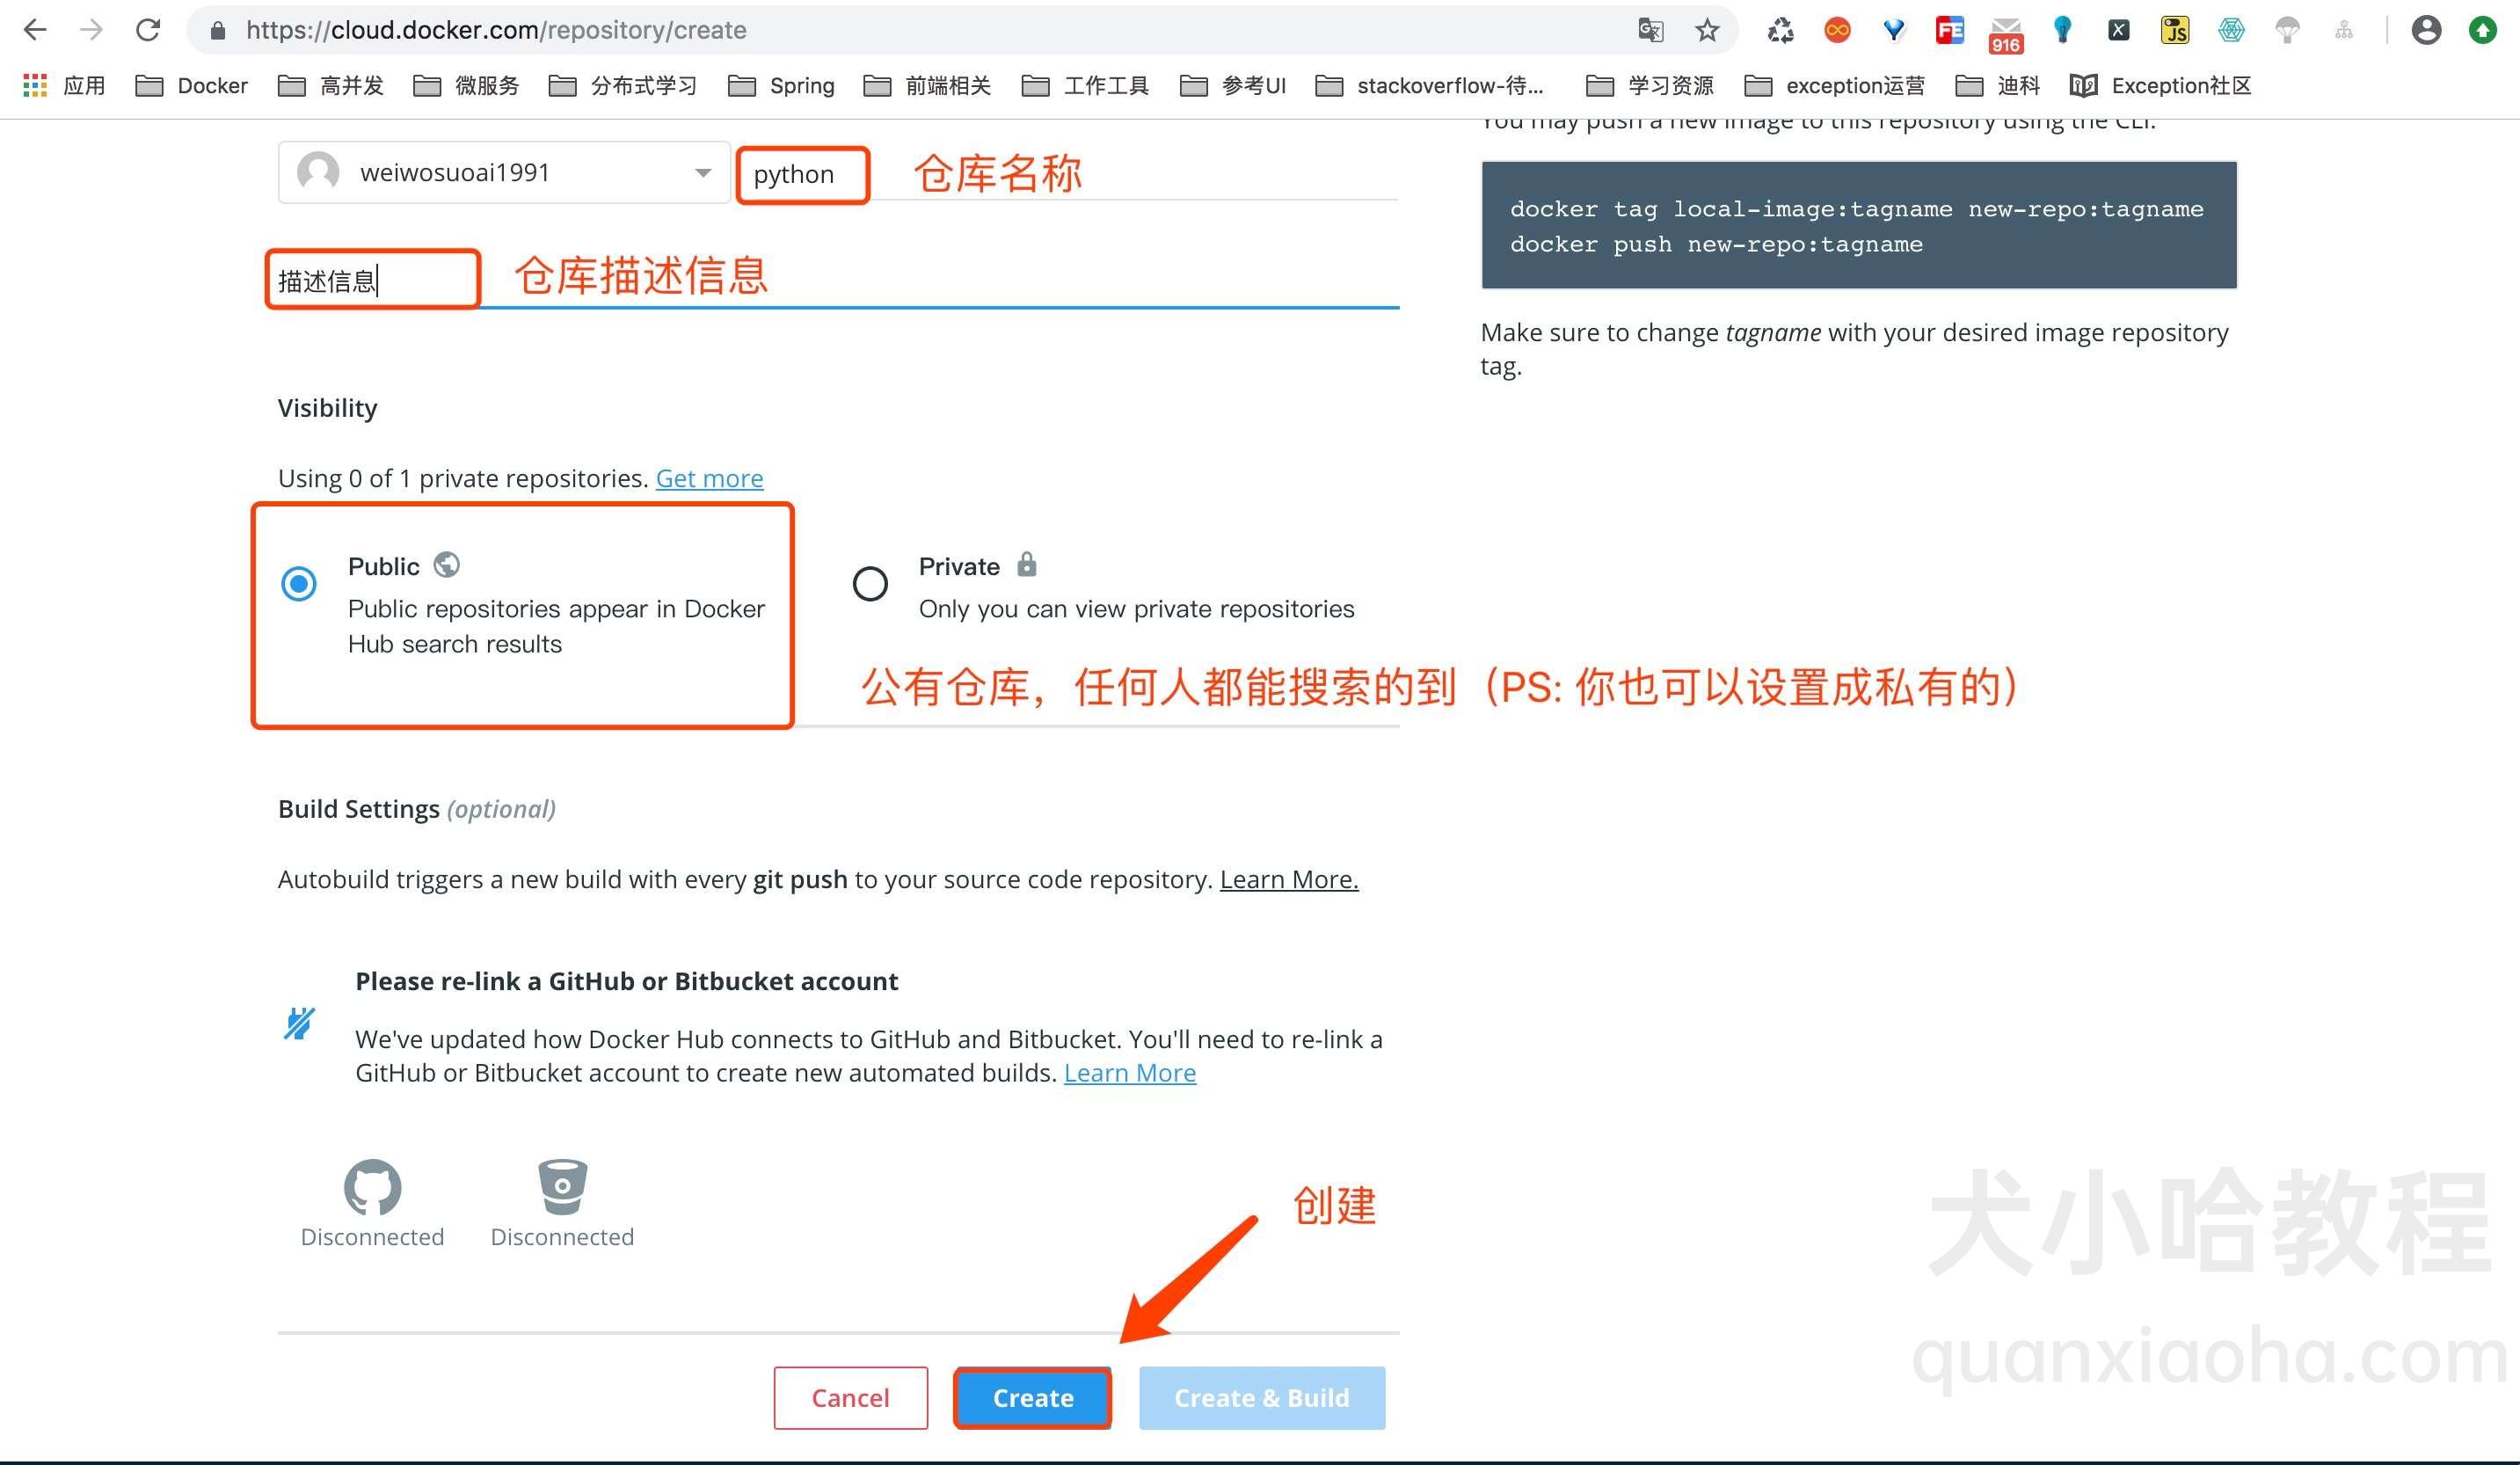 https://cloud.docker.com/repository/create
916
应用 Docker 高并发 微服务 分布式学习 Spring 前端相关 工作工具 参考UI stackoverflow-待... 学习资源 exception运营 迪科 Exception社区
You may push a new image to this repository using the CLI.
weiwosuoai1991 python 仓库名称
docker tag local-image:tagname new-repo:tagname
docker push new-repo:tagname
描述信息 仓库描述信息
Make sure to change tagname with your desired image repository
tag.
Visibility
Using 0 of 1 private repositories. Get more
Public
Public repositories appear in Docker
Hub search results
Private
Only you can view private repositories
公有仓库，任何人都能搜索的到（PS: 你也可以设置成私有的）
Build Settings (optional)
Autobuild triggers a new build with every git push to your source code repository. Learn More.
Please re-link a GitHub or Bitbucket account
We've updated how Docker Hub connects to GitHub and Bitbucket. You'll need to re-link a
GitHub or Bitbucket account to create new automated builds. Learn More
Disconnected Disconnected
创建
Cancel Create Create & Build
犬小哈教程
quanxiaoha.com
FE
JS
X